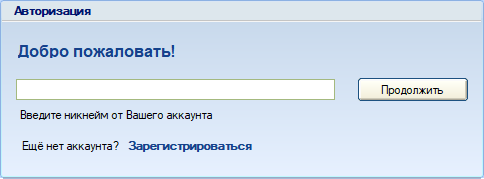 Авторизация
Добро пожаловать!
Продолжить
Введите никнейм от Вашего аккаунта
Ещё нет аккаунта? Зарегистрироваться